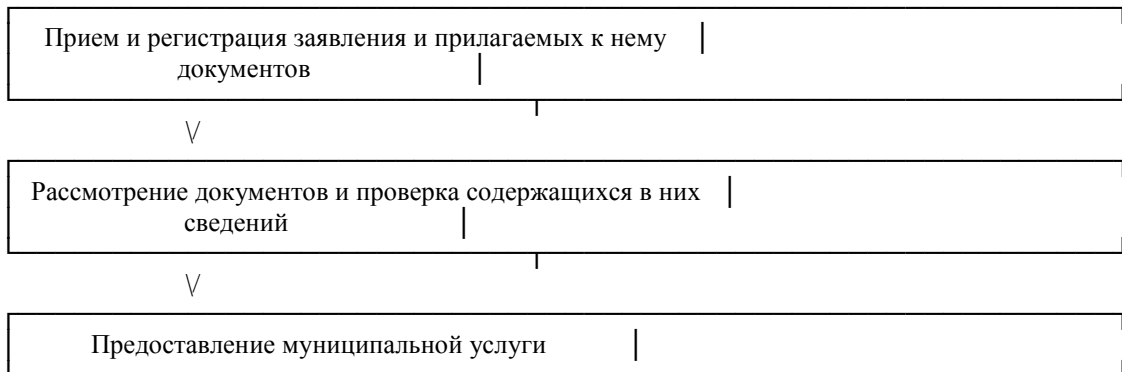 Прием и регистрация заявления и прилагаемых к нему
документов
\/
Рассмотрение документов и проверка содержащихся в них
сведений
\/
Предоставление муниципальной услуги